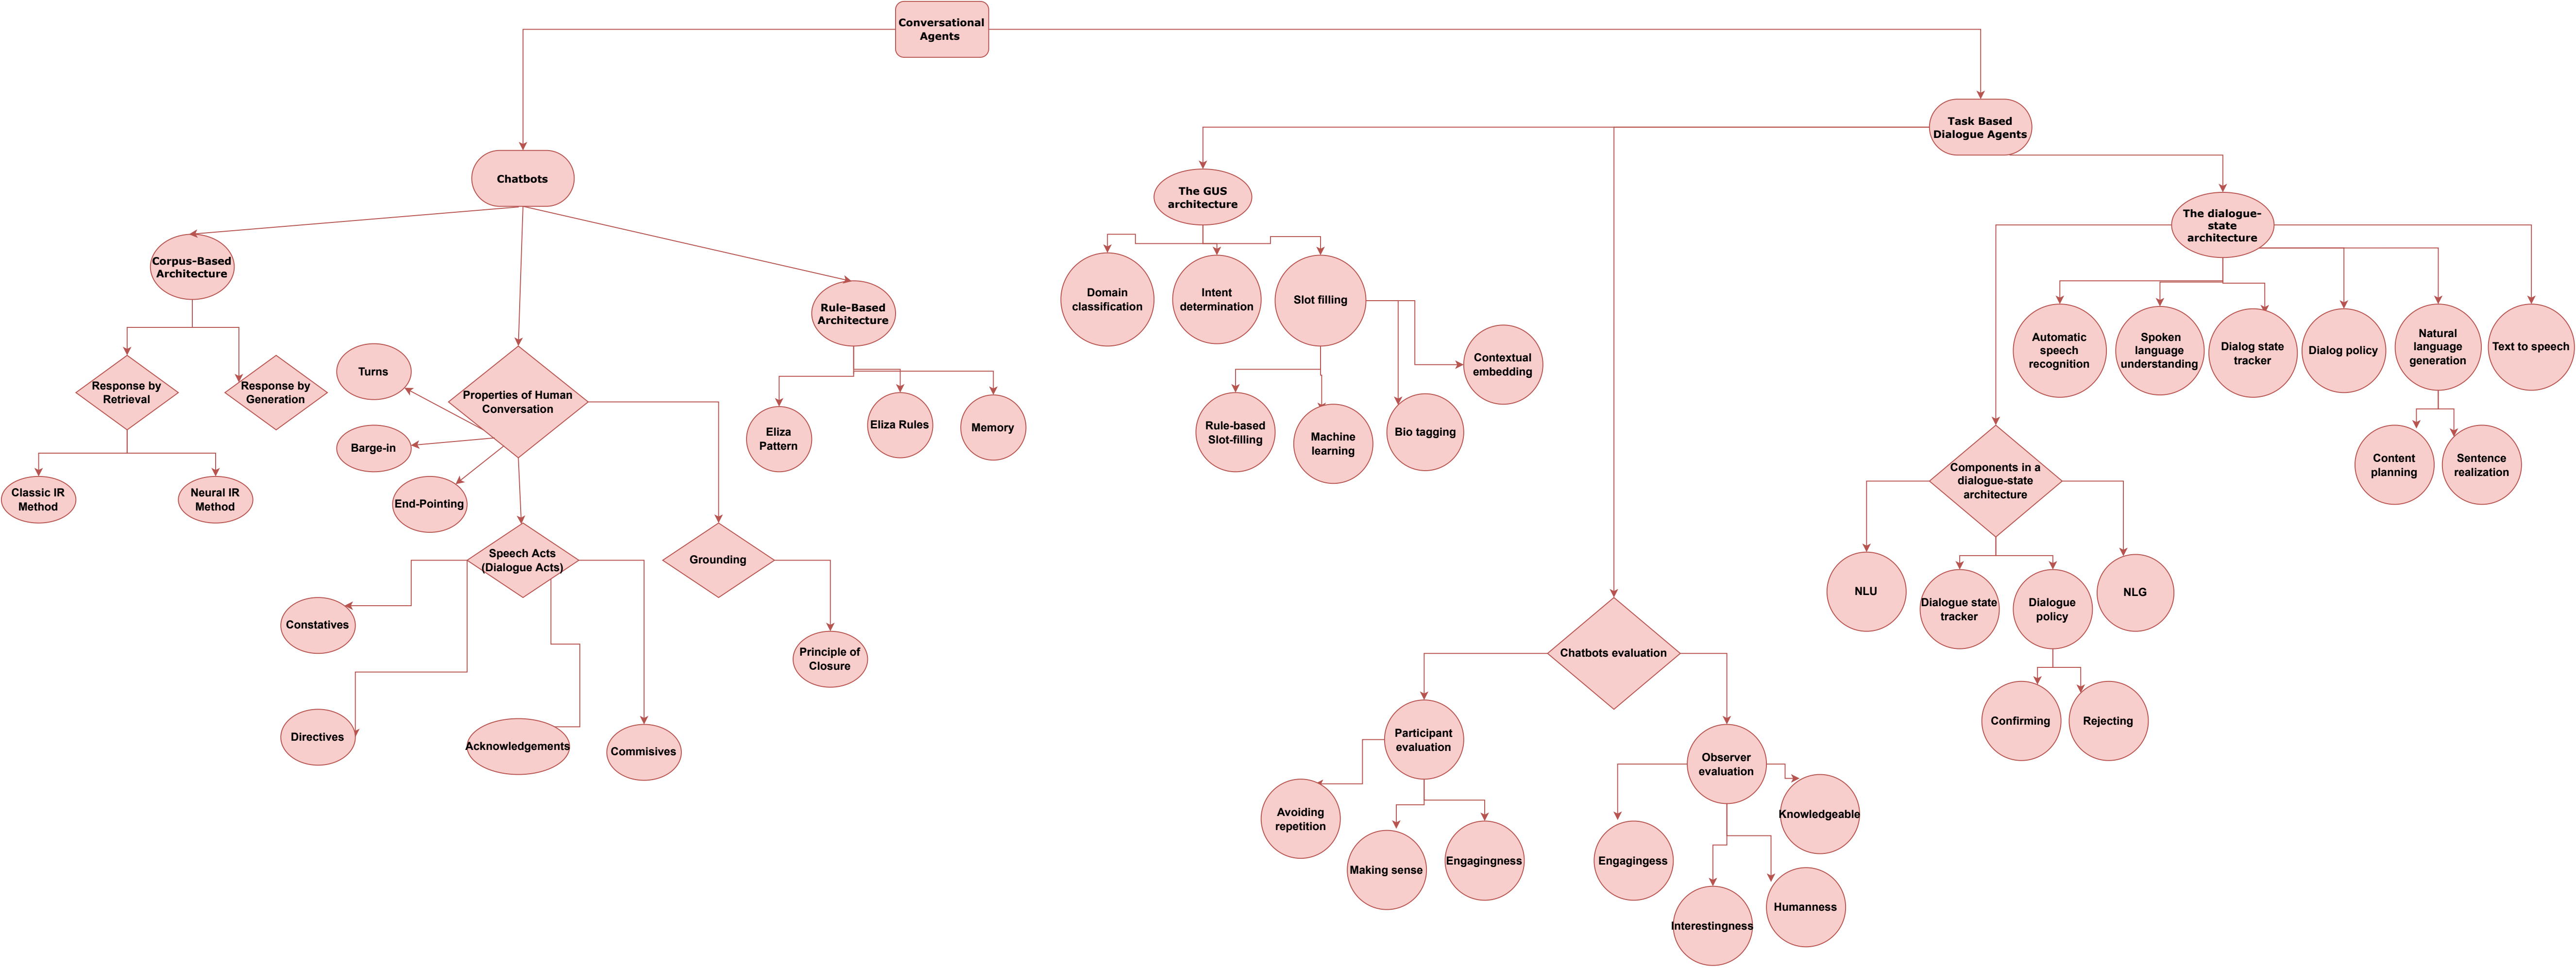 Conversational
Agents
Task Based
Dialogue Agents
Chatbots
The GUS
architecture
The dialogue-
state
architecture
Corpus-Based
Architecture
Rule-Based
Architecture
Domain
classification
Intent
determination
Slot filling
Contextual
embedding
Automatic
speech
recognition
Spoken
language
understanding
Dialog state
tracker
Dialog policy
Natural
language
generation
Text to speech
Response by
Retrieval
Response by
Generation
Turns
Properties of Human
Conversation
Barge-in
End-Pointing
Eliza
Pattern
Eliza Rules
Memory
Rule-based
Slot-filling
Machine
learning
Bio tagging
Content
planning
Sentence
realization
Classic IR
Method
Neural IR
Method
Components in a
dialogue-state
architecture
Speech Acts
(Dialogue Acts)
Grounding
NLU
Dialogue state
tracker
Dialogue
policy
NLG
Constatives
Principle of
Closure
Chatbots evaluation
Confirming
Rejecting
Directives
Acknowledgements
Commisives
Participant
evaluation
Observer
evaluation
Avoiding
repetition
Making sense
Engagingness
Engagingess
Knowledgeable
Interestingness
Humanness